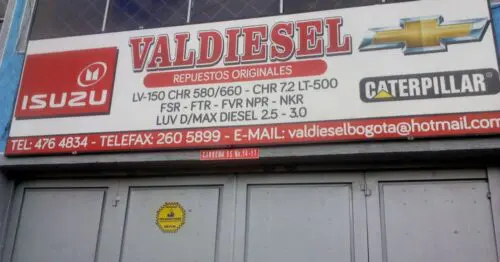 VALDIESEL
REPUESTOS ORIGINALES
ISUZU
LV-150 CHR 580/660 - CHR 7.2 LT-500
FSR - FTR - FVR NPR - NKR
LUV D/MAX DIESEL 2.5 - 3.0
CATERPILLAR
TEL: 476 4834 - TELEFAX: 260 5899 - E-MAIL: valdieselbogota@hotmail.com